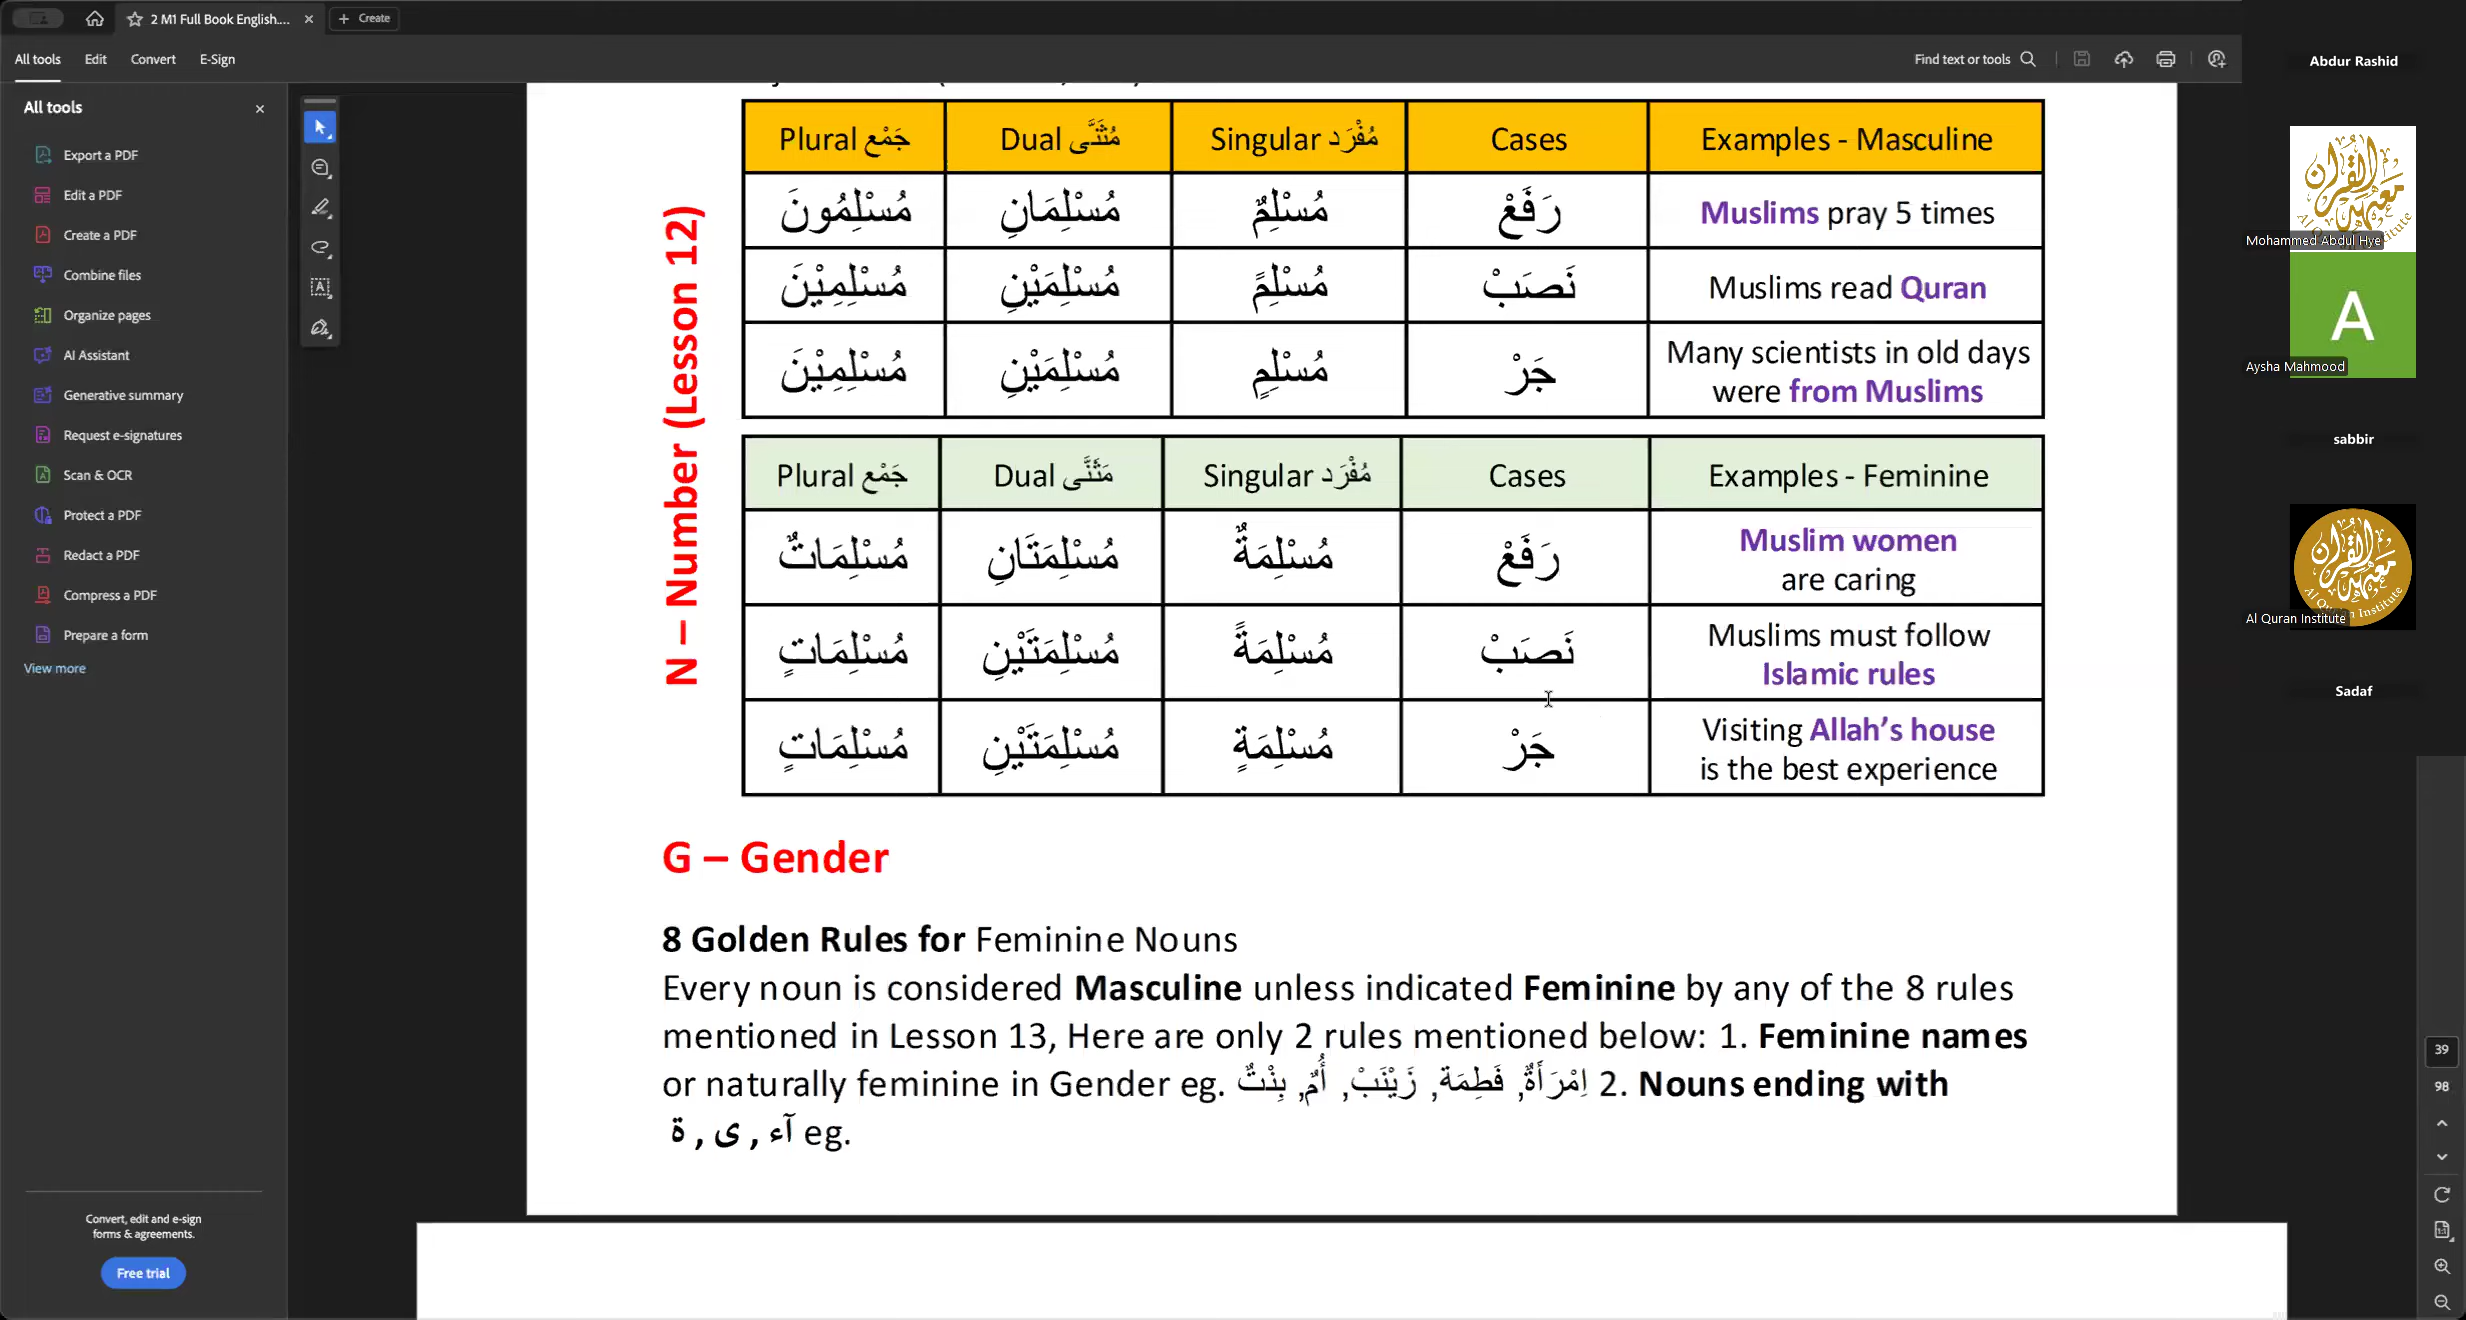 2 M1 Full Book English....
Create
All tools
Edit
Convert
E-Sign
Find text or tools
All tools
Export a PDF
Edit a PDF
Create a PDF
Combine files
Organize pages
AI Assistant
Generative summary
Request e-signatures
Scan & OCR
Protect a PDF
Redact a PDF
Compress a PDF
Prepare a form
View more
Convert, edit and e-sign
forms & agreements.
Free trial
N – Number (Lesson 12)
Plural جَمْع Dual مُثَنَّى Singular مُفْرَد Cases Examples - Masculine
مُسْلِمُونَ مُسْلِمَانِ مُسْلِمٌ رَفَعْ Muslims pray 5 times
مُسْلِمِيْنَ مُسْلِمَيْنِ مُسْلِمً نَصَبْ Muslims read Quran
مُسْلِمِيْنَ مُسْلِمَيْنِ مُسْلِمٍ جَرْ Many scientists in old days
were from Muslims
Plural جَمْع Dual مَثَنَّى Singular مُفْرَد Cases Examples - Feminine
مُسْلِمَاتٌ مُسْلِمَتَانِ مُسْلِمَةٌ رَفَعْ Muslim women
are caring
مُسْلِمَاتٍ مُسْلِمَتَيْنِ مُسْلِمَةً نَصَبْ Muslims must follow
Islamic rules
مُسْلِمَاتٍ مُسْلِمَتَيْنِ مُسْلِمَةٍ جَرْ Visiting Allah’s house
is the best experience
G – Gender
8 Golden Rules for Feminine Nouns
Every noun is considered Masculine unless indicated Feminine by any of the 8 rules
mentioned in Lesson 13, Here are only 2 rules mentioned below: 1. Feminine names
or naturally feminine in Gender eg. اِمْرَأَةٌ, فَطِمَة, زَيْنَبْ, أُمٌ, بِنْتٌ 2. Nouns ending with
آء , ى , ة eg.
Abdur Rashid
Mohammed Abdul Hye
A
Aysha Mahmood
sabbir
معهد القرآن
Al Quran Institute
Al Quran Institute
Sadaf
39
98